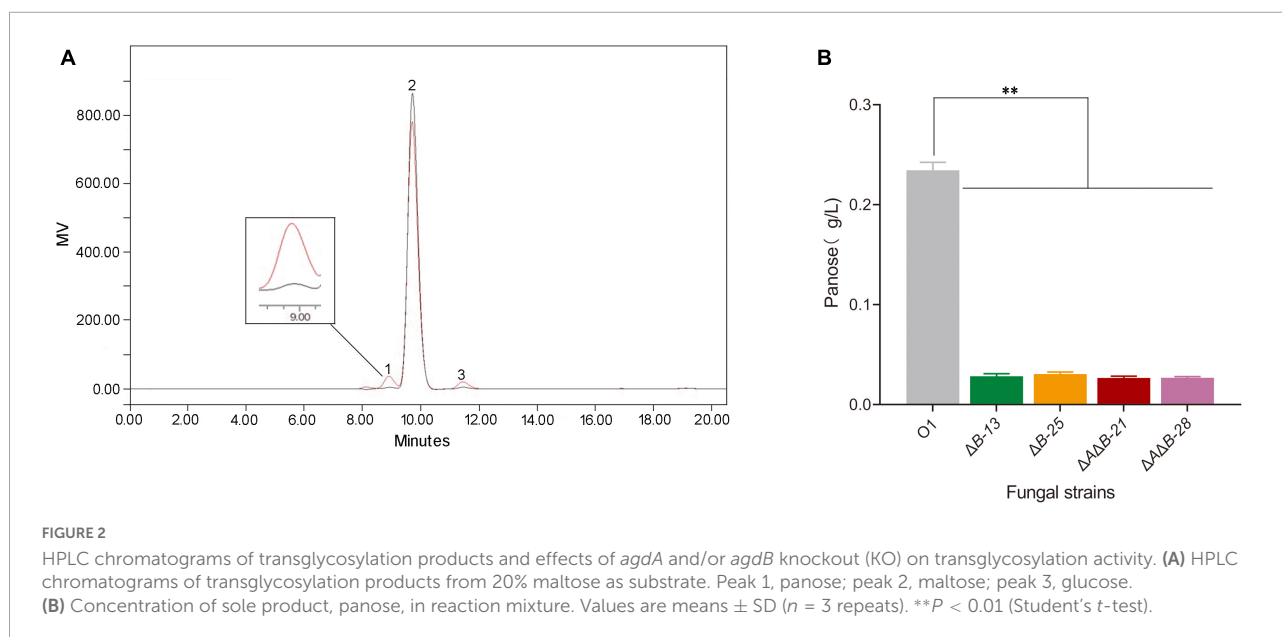 A
800.00
600.00
400.00
200.00
0.00
MV
2
1
3
9.00
0.00 2.00 4.00 6.00 8.00 10.00 12.00 14.00 16.00 18.00 20.00
Minutes
B
**
0.3
0.2
0.1
0.0
Panose( g/L)
O1 ΔB-13 ΔB-25 ΔAΔB-21 ΔAΔB-28
Fungal strains
FIGURE 2
HPLC chromatograms of transglycosylation products and effects of agdA and/or agdB knockout (KO) on transglycosylation activity. (A) HPLC
chromatograms of transglycosylation products from 20% maltose as substrate. Peak 1, panose; peak 2, maltose; peak 3, glucose.
(B) Concentration of sole product, panose, in reaction mixture. Values are means ± SD (n = 3 repeats). **P < 0.01 (Student's t-test).